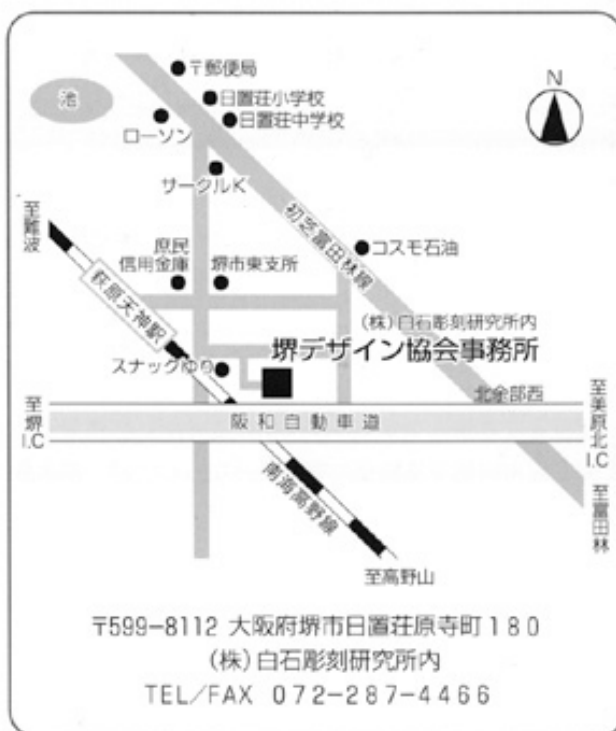 〒郵便局
N
池
日置荘小学校
日置荘中学校
ローソン
サークルK
至難波
初芝富田林線
庶民
信用金庫
堺市東支所
コスモ石油
萩原天神駅
(株)白石彫刻研究所内
堺デザイン協会事務所
スナックゆり
北余部西
至堺I.C
阪和自動車道
至美原北I.C
南海高野線
至富田林
至高野山
〒599-8112 大阪府堺市日置荘原寺町180
(株)白石彫刻研究所内
TEL/FAX 072-287-4466